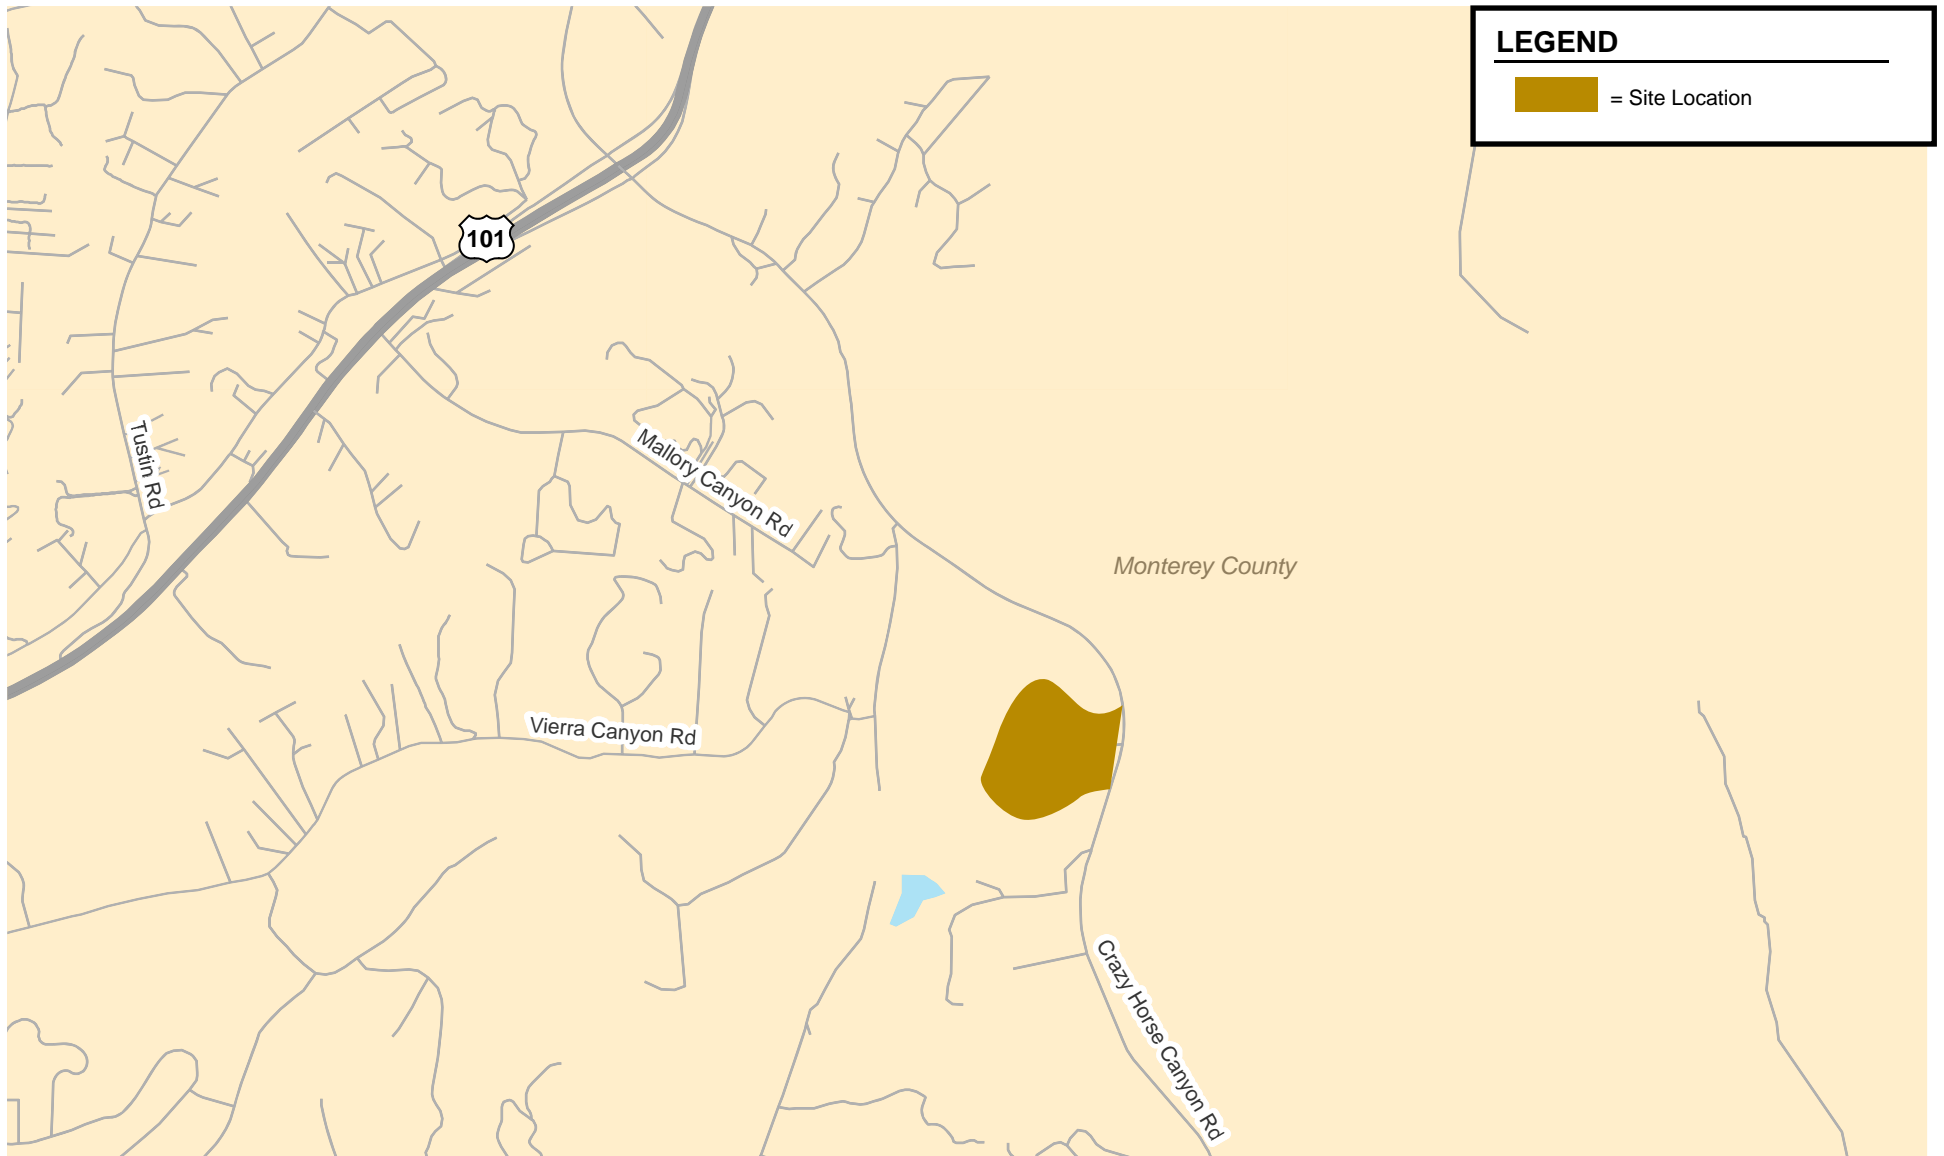 LEGEND
= Site Location
101
Tustin Rd
Mallory Canyon Rd
Monterey County
Vierra Canyon Rd
Crazy Horse Canyon Rd